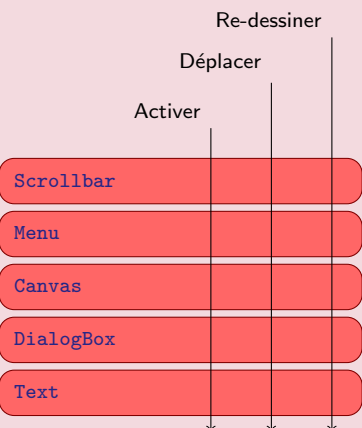 Re-dessiner
Déplacer
Activer
Scrollbar
Menu
Canvas
DialogBox
Text